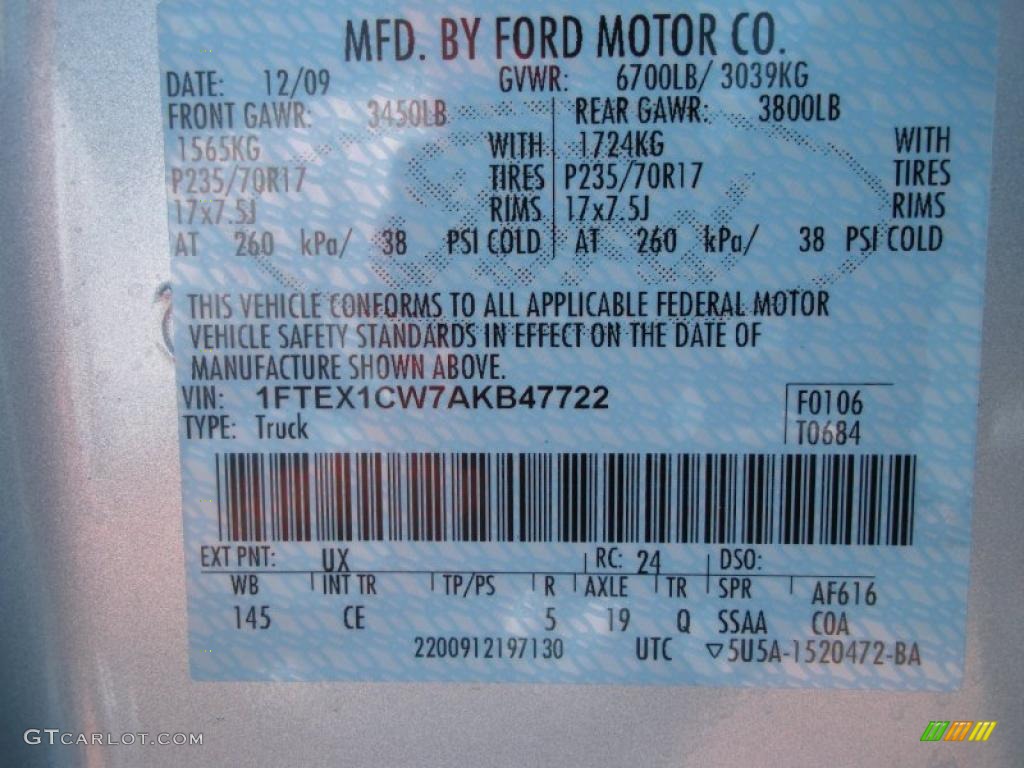 MFD. BY FORD MOTOR CO.
DATE: 12/09 GVWR: 6700LB/ 3039KG
FRONT GAWR: 3450LB REAR GAWR: 3800LB
1565KG WITH 1724KG WITH
P235/70R17 TIRES P235/70R17 TIRES
17x7.5J RIMS 17x7.5J RIMS
AT 260 kPa/ 38 PSI COLD AT 260 kPa/ 38 PSI COLD
THIS VEHICLE CONFORMS TO ALL APPLICABLE FEDERAL MOTOR
VEHICLE SAFETY STANDARDS IN EFFECT ON THE DATE OF
MANUFACTURE SHOWN ABOVE.
VIN: 1FTEX1CW7AKB47722 F0106
TYPE: Truck T0684
EXT PNT: UX RC: 24 DSO:
WB INT TR TP/PS R AXLE TR SPR AF616
145 CE 5 19 Q SSAA COA
2200912197130 UTC ▽5U5A-1520472-BA
GTCARLOT.COM